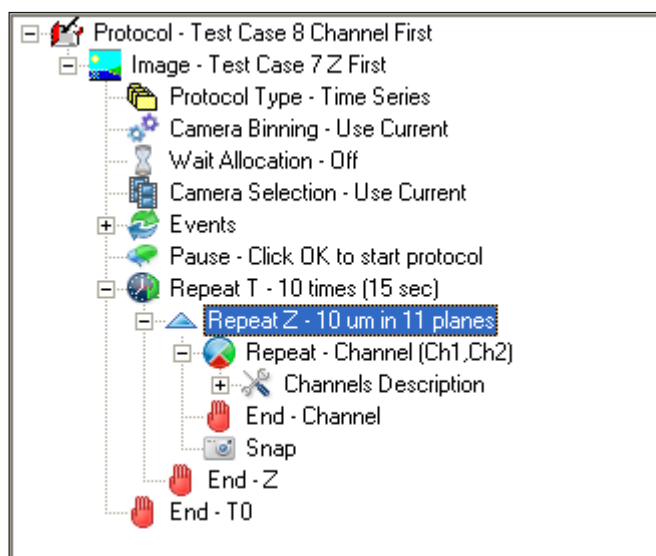 Protocol - Test Case 8 Channel First
Image - Test Case 7 Z First
Protocol Type - Time Series
Camera Binning - Use Current
Wait Allocation - Off
Camera Selection - Use Current
Events
Pause - Click OK to start protocol
Repeat T - 10 times (15 sec)
Repeat Z - 10 um in 11 planes
Repeat - Channel (Ch1,Ch2)
Channels Description
End - Channel
Snap
End - Z
End - T0